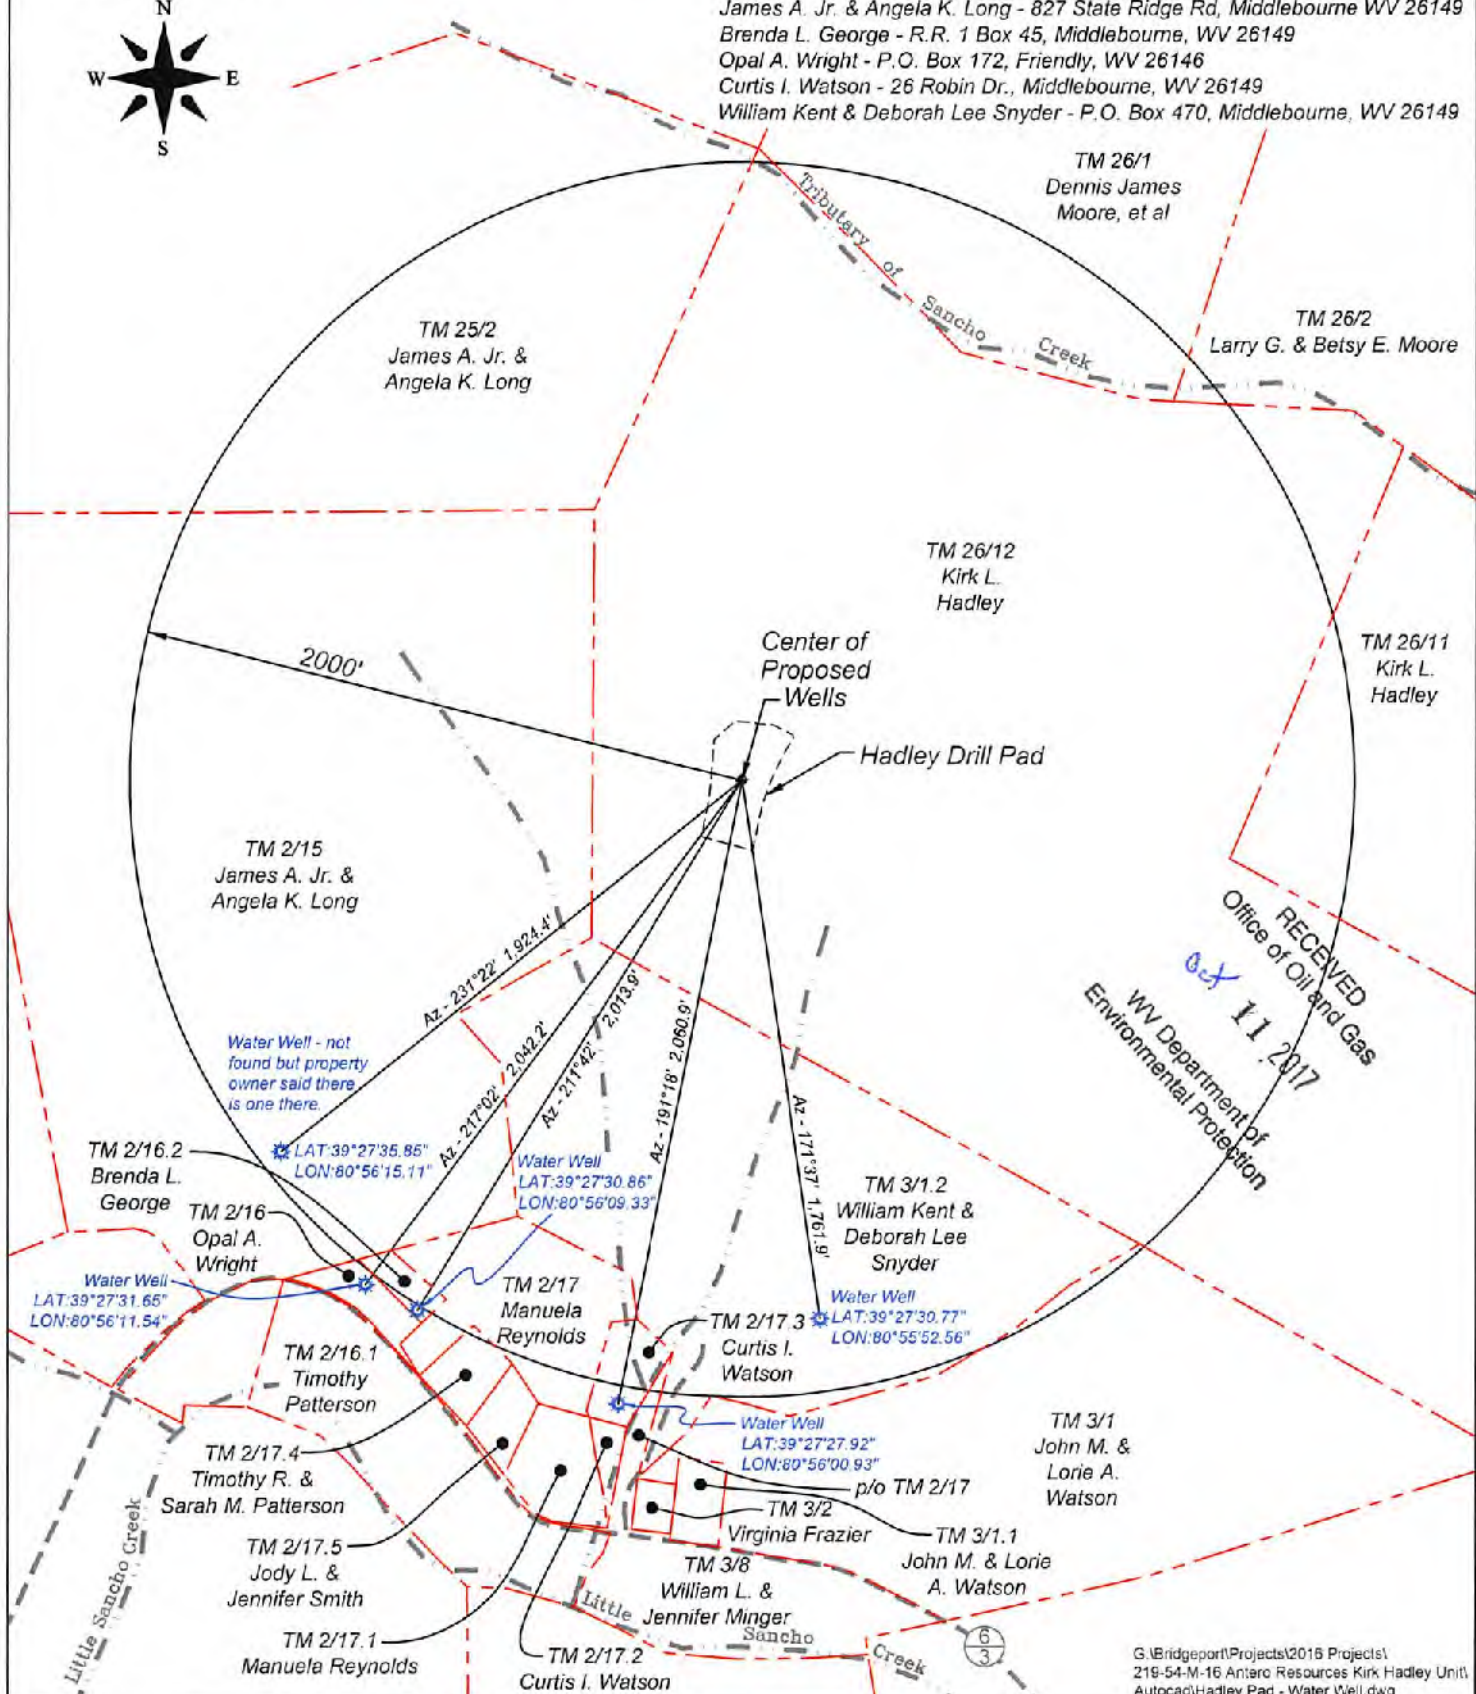 N
W
E
S
James A. Jr. & Angela K. Long - 827 State Ridge Rd, Middlebourne WV 26149
Brenda L. George - R.R. 1 Box 45, Middlebourne, WV 26149
Opal A. Wright - P.O. Box 172, Friendly, WV 26146
Curtis I. Watson - 26 Robin Dr., Middlebourne, WV 26149
William Kent & Deborah Lee Snyder - P.O. Box 470, Middlebourne, WV 26149
TM 26/1
Dennis James
Moore, et al
Tributary of Sancho Creek
TM 25/2
James A. Jr. &
Angela K. Long
TM 26/2
Larry G. & Betsy E. Moore
TM 26/12
Kirk L.
Hadley
TM 26/11
Kirk L.
Hadley
2000'
Center of
Proposed
Wells
Hadley Drill Pad
TM 2/15
James A. Jr. &
Angela K. Long
RECEIVED
Office of Oil and Gas
Oct 11 2017
WV Department of
Environmental Protection
Az - 231°22' 1,924.4'
Az - 217°02' 2,042.2'
Az - 211°42' 2,013.9'
Az - 191°18' 2,060.9'
Az - 171°37' 1,761.9'
Water Well - not
found but property
owner said there
is one there.
LAT:39°27'35.85"
LON:80°56'15.11"
Water Well
LAT:39°27'30.86"
LON:80°56'09.33"
TM 2/16.2
Brenda L.
George
TM 2/16
Opal A.
Wright
Water Well
LAT:39°27'31.65"
LON:80°56'11.54"
TM 3/1.2
William Kent &
Deborah Lee
Snyder
TM 2/17
Manuela
Reynolds
TM 2/17.3
Curtis I.
Watson
Water Well
LAT:39°27'30.77"
LON:80°55'52.56"
TM 2/16.1
Timothy
Patterson
Water Well
LAT:39°27'27.92"
LON:80°56'00.93"
TM 3/1
John M. &
Lorie A.
Watson
TM 2/17.4
Timothy R. &
Sarah M. Patterson
p/o TM 2/17
TM 3/2
Virginia Frazier
TM 3/1.1
John M. & Lorie
A. Watson
TM 2/17.5
Jody L. &
Jennifer Smith
TM 3/8
William L. &
Jennifer Minger
Little Sancho Creek
Little Sancho Creek
TM 2/17.1
Manuela Reynolds
TM 2/17.2
Curtis I. Watson
6
3
G:\Bridgeport\Projects\2016 Projects\
219-54-M-16 Antero Resources Kirk Hadley Unit\
Autocad\Hadley Pad - Water Well.dwg